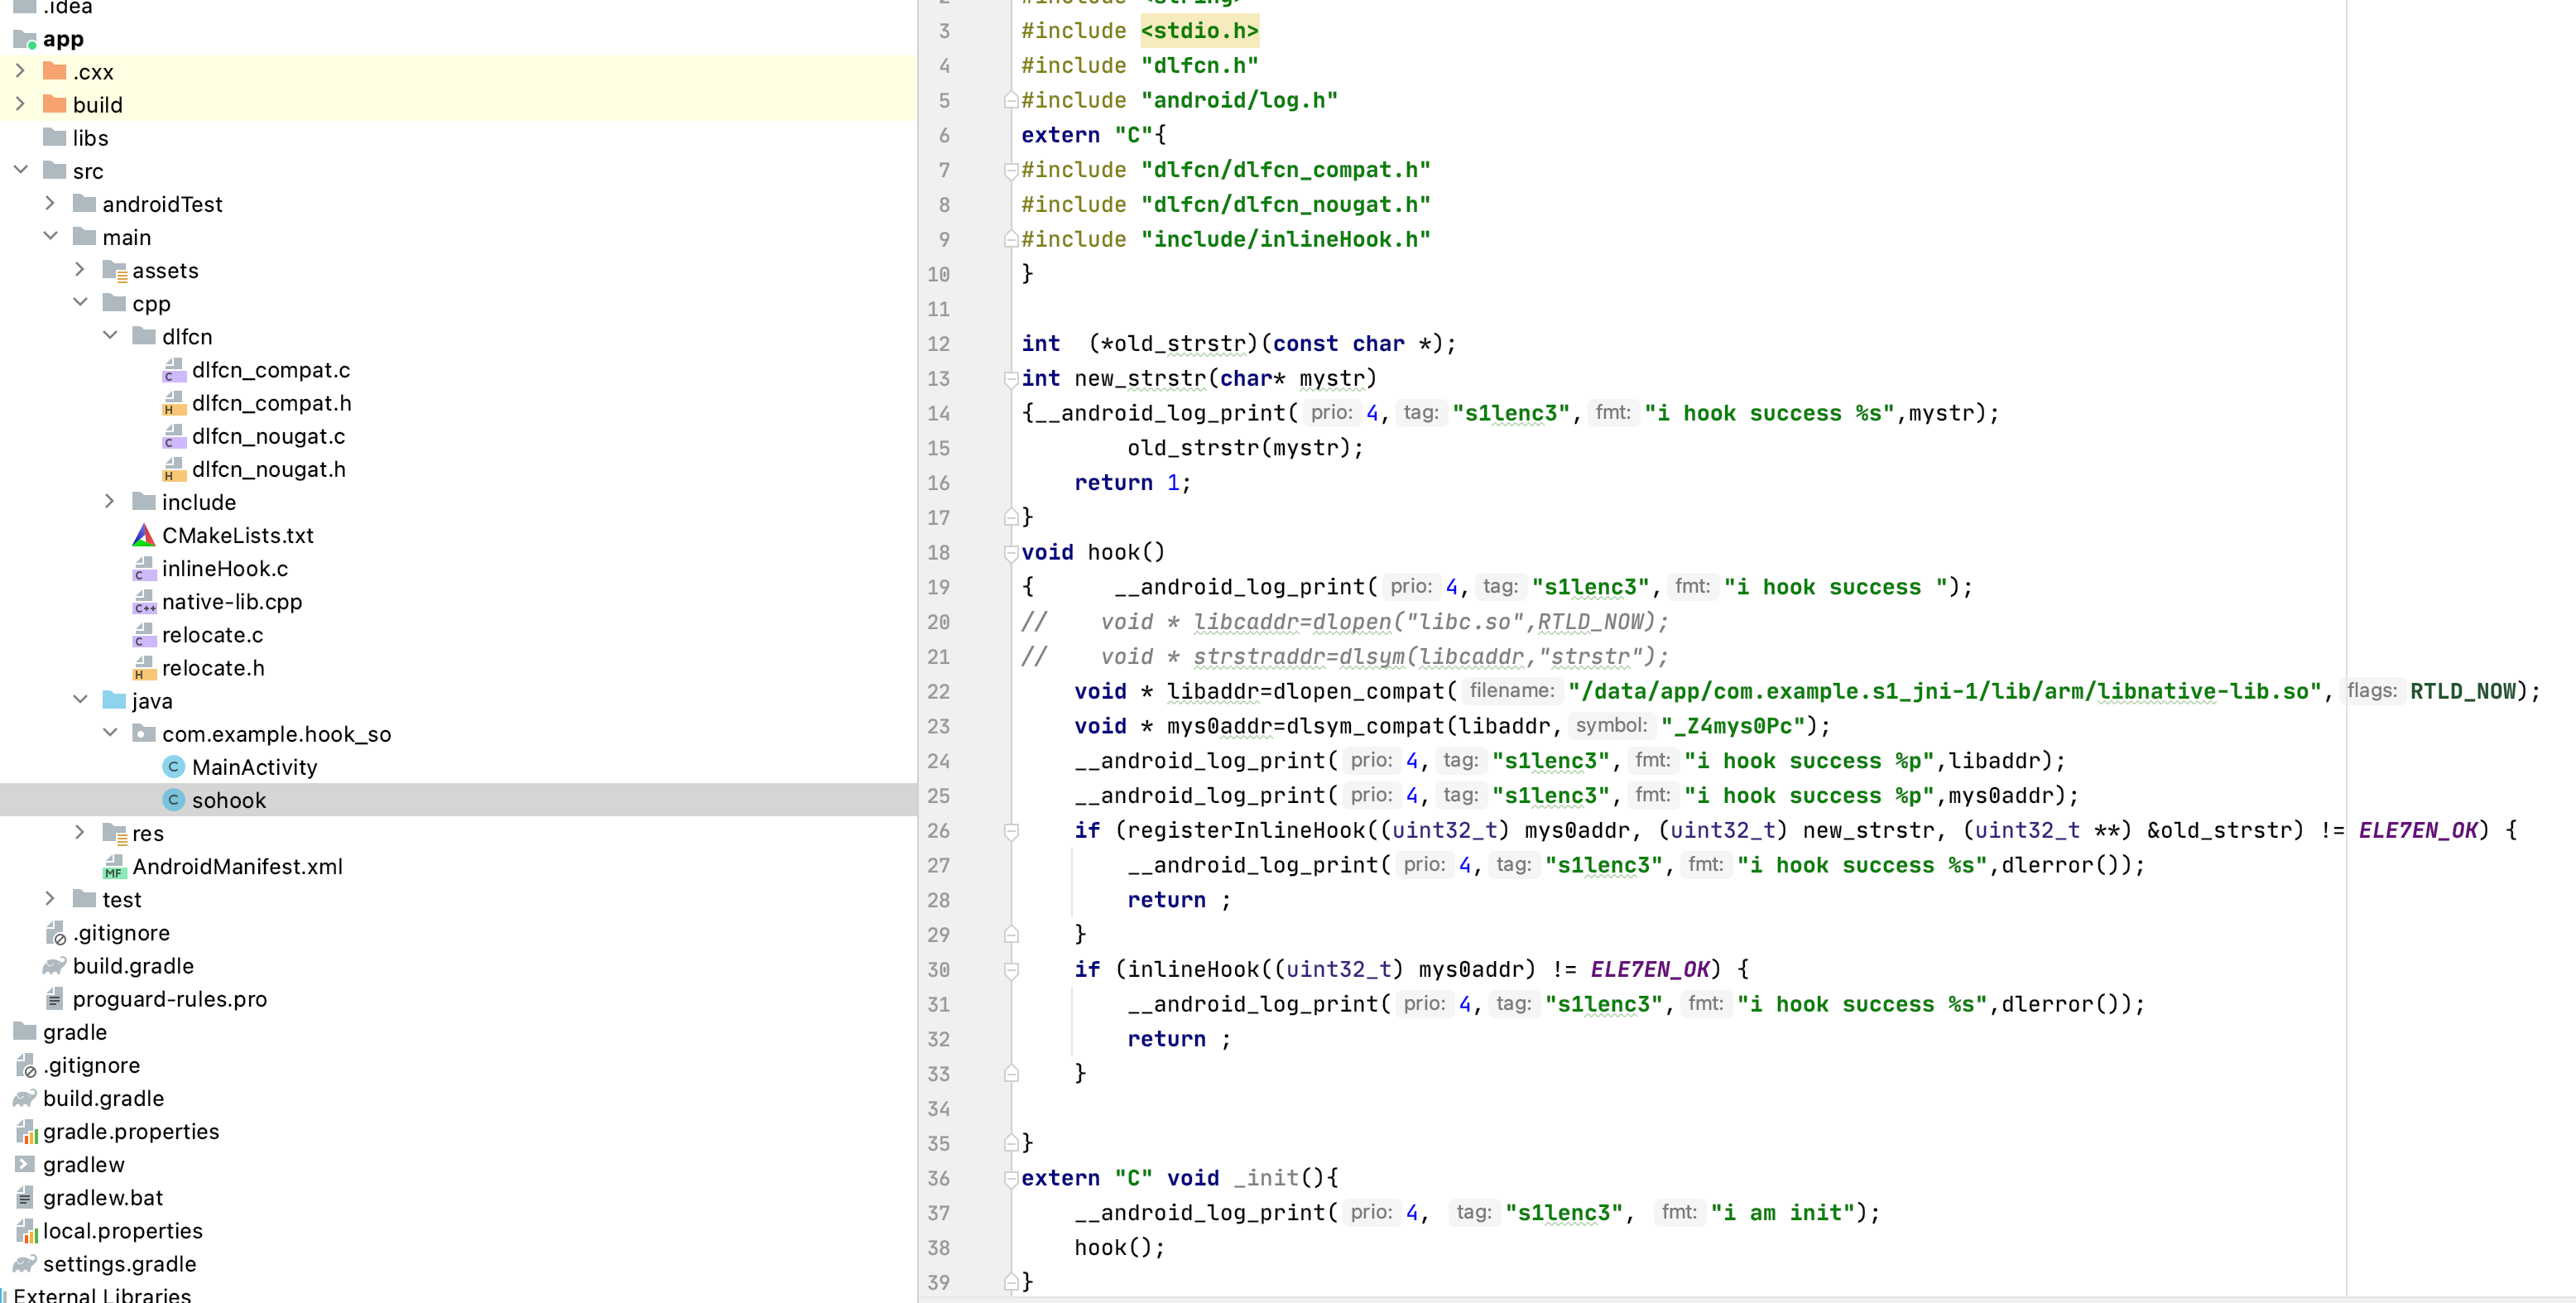 .idea
app
.cxx
build
libs
src
androidTest
main
assets
cpp
dlfcn
dlfcn_compat.c
dlfcn_compat.h
dlfcn_nougat.c
dlfcn_nougat.h
include
CMakeLists.txt
inlineHook.c
native-lib.cpp
relocate.c
relocate.h
java
com.example.hook_so
MainActivity
sohook
res
AndroidManifest.xml
test
.gitignore
build.gradle
proguard-rules.pro
gradle
.gitignore
build.gradle
gradle.properties
gradlew
gradlew.bat
local.properties
settings.gradle
External Libraries
2 #include <string>
3 #include <stdio.h>
4 #include "dlfcn.h"
5 #include "android/log.h"
6 extern "C"{
7 #include "dlfcn/dlfcn_compat.h"
8 #include "dlfcn/dlfcn_nougat.h"
9 #include "include/inlineHook.h"
10 }
11
12 int  (*old_strstr)(const char *);
13 int new_strstr(char* mystr)
14 {__android_log_print( prio: 4, tag: "s1lenc3", fmt: "i hook success %s",mystr);
15         old_strstr(mystr);
16     return 1;
17 }
18 void hook()
19 {      __android_log_print( prio: 4, tag: "s1lenc3", fmt: "i hook success ");
20 //    void * libcaddr=dlopen("libc.so",RTLD_NOW);
21 //    void * strstraddr=dlsym(libcaddr,"strstr");
22     void * libaddr=dlopen_compat( filename: "/data/app/com.example.s1_jni-1/lib/arm/libnative-lib.so", flags: RTLD_NOW);
23     void * mys0addr=dlsym_compat(libaddr, symbol: "_Z4mys0Pc");
24     __android_log_print( prio: 4, tag: "s1lenc3", fmt: "i hook success %p",libaddr);
25     __android_log_print( prio: 4, tag: "s1lenc3", fmt: "i hook success %p",mys0addr);
26     if (registerInlineHook((uint32_t) mys0addr, (uint32_t) new_strstr, (uint32_t **) &old_strstr) != ELE7EN_OK) {
27         __android_log_print( prio: 4, tag: "s1lenc3", fmt: "i hook success %s",dlerror());
28         return ;
29     }
30     if (inlineHook((uint32_t) mys0addr) != ELE7EN_OK) {
31         __android_log_print( prio: 4, tag: "s1lenc3", fmt: "i hook success %s",dlerror());
32         return ;
33     }
34
35 }
36 extern "C" void _init(){
37     __android_log_print( prio: 4, tag: "s1lenc3", fmt: "i am init");
38     hook();
39 }